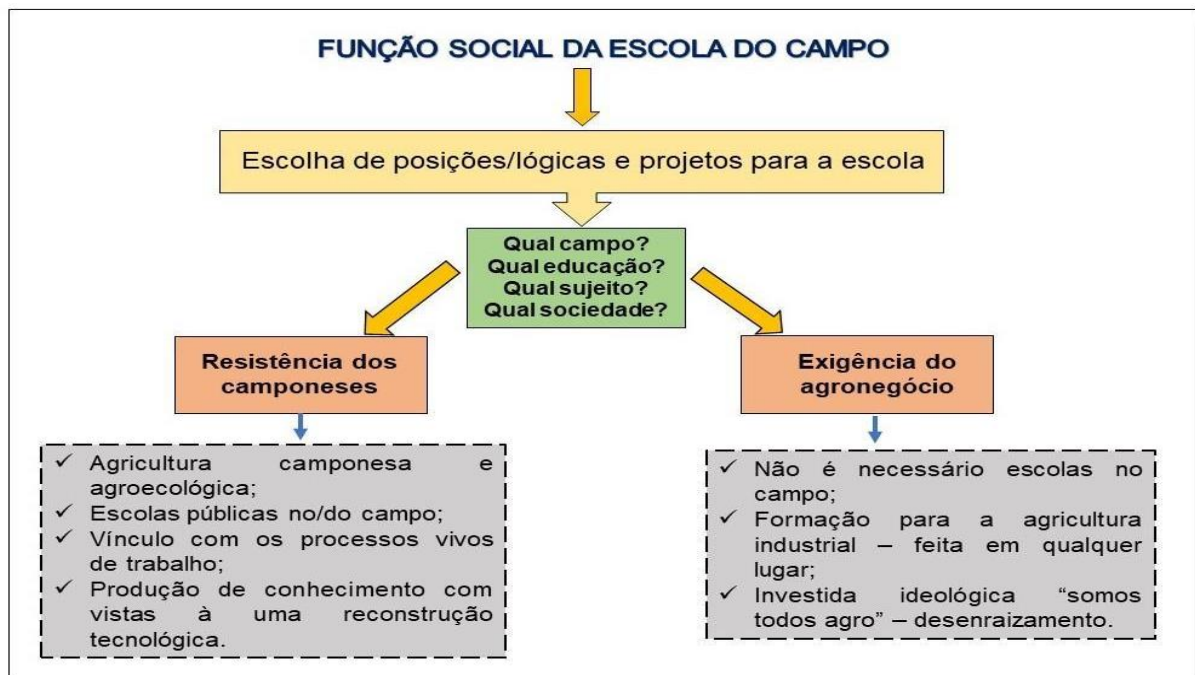 FUNÇÃO SOCIAL DA ESCOLA DO CAMPO
Escolha de posições/lógicas e projetos para a escola
Qual campo?
Qual educação?
Qual sujeito?
Qual sociedade?
Resistência dos
camponeses
✓ Agricultura camponesa e
agroecológica;
✓ Escolas públicas no/do campo;
✓ Vínculo com os processos vivos
de trabalho;
✓ Produção de conhecimento com
vistas à uma reconstrução
tecnológica.
Exigência do
agronegócio
✓ Não é necessário escolas no
campo;
✓ Formação para a agricultura
industrial – feita em qualquer
lugar;
✓ Investida ideológica “somos
todos agro” – desenraizamento.